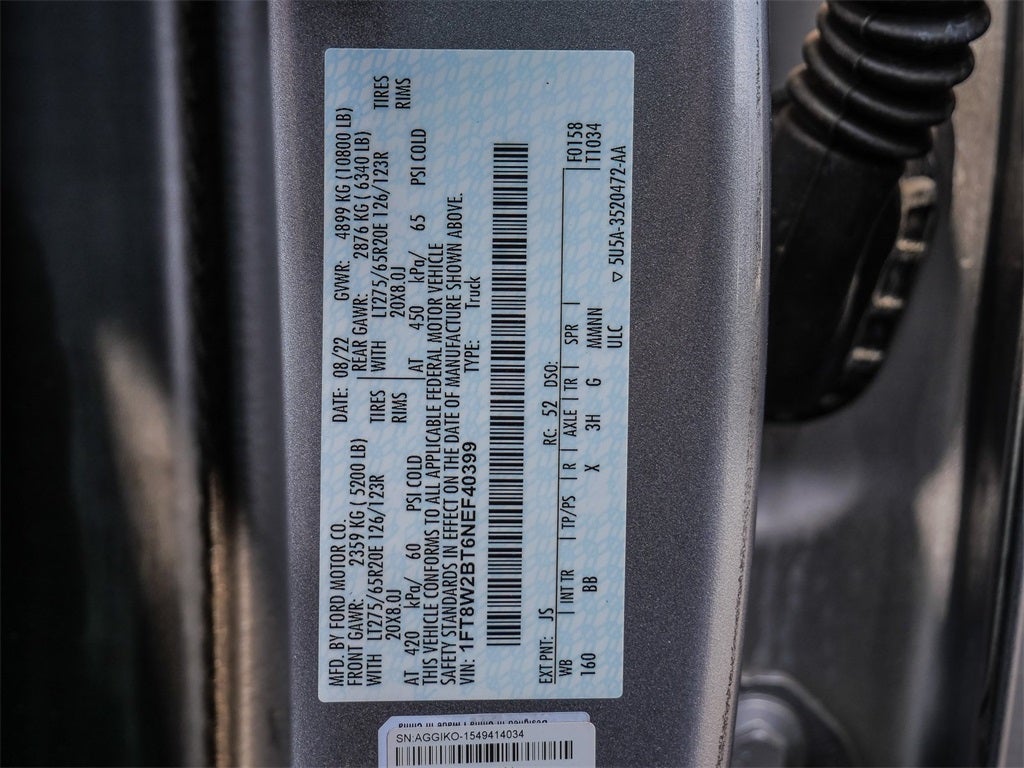 MFD. BY FORD MOTOR CO. DATE: 08/22 GVWR: 4899 KG (10800 LB)
FRONT GAWR: 2359 KG ( 5200 LB) REAR GAWR: 2876 KG ( 6340 LB)
WITH LT275/65R20E 126/123R TIRES WITH LT275/65R20E 126/123R TIRES
20X8.0J RIMS 20X8.0J RIMS
AT 420 kPa/ 60 PSI COLD AT 450 kPa/ 65 PSI COLD
THIS VEHICLE CONFORMS TO ALL APPLICABLE FEDERAL MOTOR VEHICLE
SAFETY STANDARDS IN EFFECT ON THE DATE OF MANUFACTURE SHOWN ABOVE.
VIN: 1FT8W2BT6NEF40399 TYPE: Truck
EXT PNT: JS RC: 52 DSO: F0158
WB INT TR TP/PS R AXLE TR SPR TT1034
160 BB X 3H G MMNN
ULC
▽ 5U5A-3520472-AA
SN:AGGIKO-1549414034